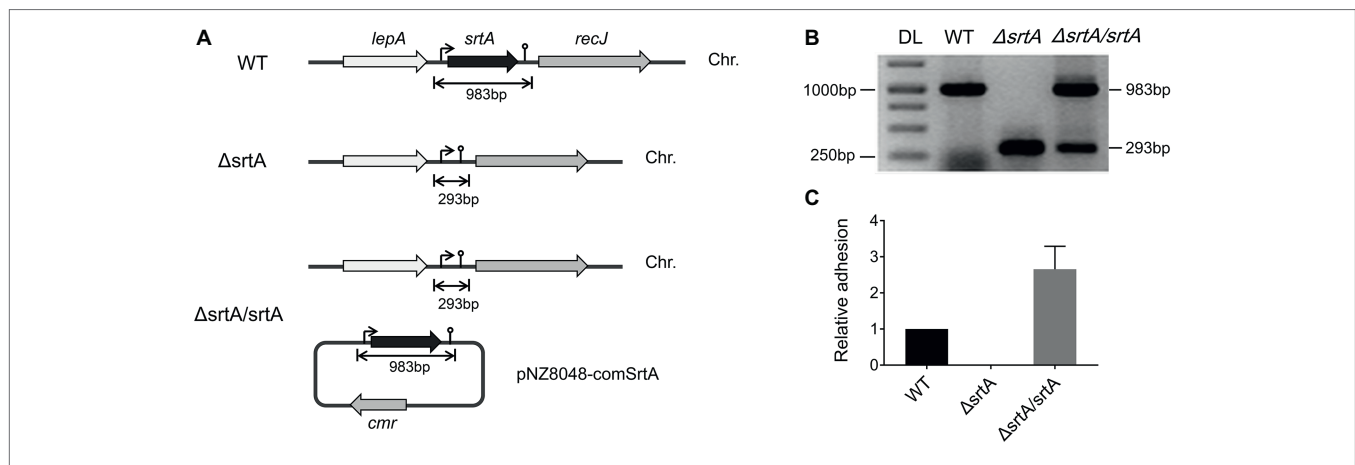 A
lepA srtA recJ
WT Chr.
983bp
ΔsrtA Chr.
293bp
Chr.
293bp
ΔsrtA/srtA
983bp
pNZ8048-comSrtA
cmr
B
DL WT ΔsrtA ΔsrtA/srtA
1000bp 983bp
250bp 293bp
C
Relative adhesion
4
3
2
1
0
WT ΔsrtA ΔsrtA/srtA